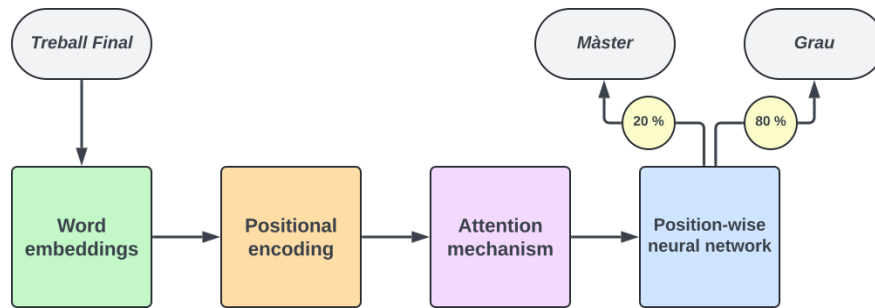 Treball Final
Màster
Grau
20 %
80 %
Word
embeddings
Positional
encoding
Attention
mechanism
Position-wise
neural network